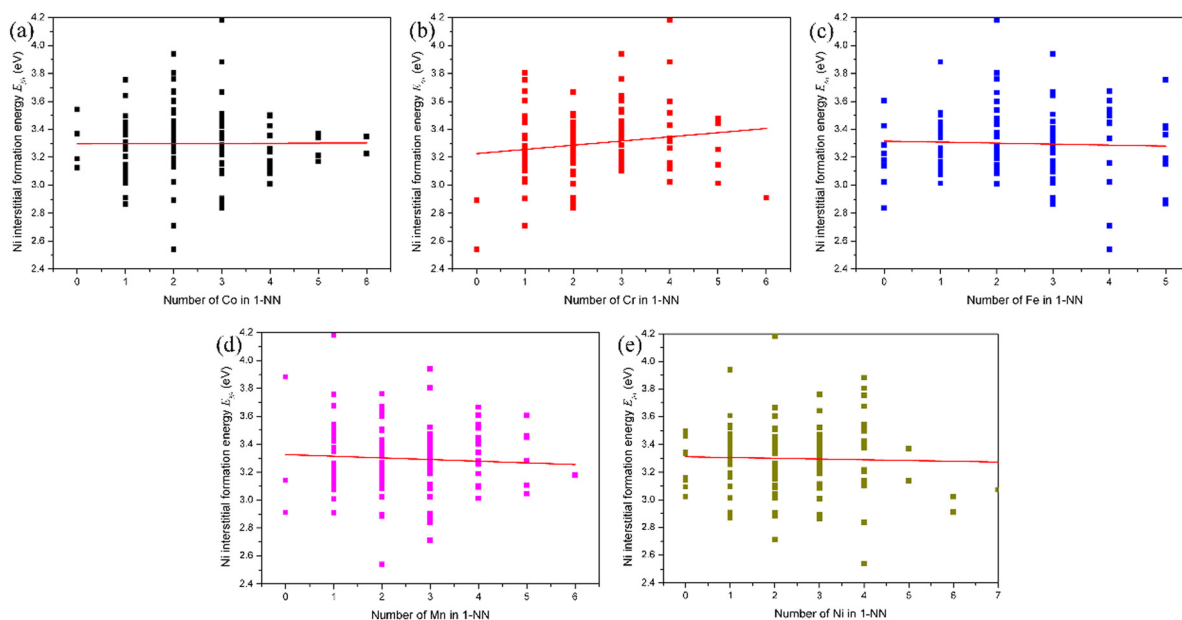 (a)
4.2
4.0
3.8
3.6
3.4
3.2
3.0
2.8
2.6
2.4
0 1 2 3 4 5 6
Number of Co in 1-NN
Ni interstitial formation energy (eV)
(b)
4.2
4.0
3.8
3.6
3.4
3.2
3.0
2.8
2.6
2.4
0 1 2 3 4 5 6
Number of Cr in 1-NN
Ni interstitial formation energy (eV)
(c)
4.2
4.0
3.8
3.6
3.4
3.2
3.0
2.8
2.6
2.4
0 1 2 3 4 5
Number of Fe in 1-NN
Ni interstitial formation energy (eV)
(d)
4.2
4.0
3.8
3.6
3.4
3.2
3.0
2.8
2.6
2.4
0 1 2 3 4 5 6
Number of Mn in 1-NN
Ni interstitial formation energy (eV)
(e)
4.2
4.0
3.8
3.6
3.4
3.2
3.0
2.8
2.6
2.4
0 1 2 3 4 5 6 7
Number of Ni in 1-NN
Ni interstitial formation energy (eV)